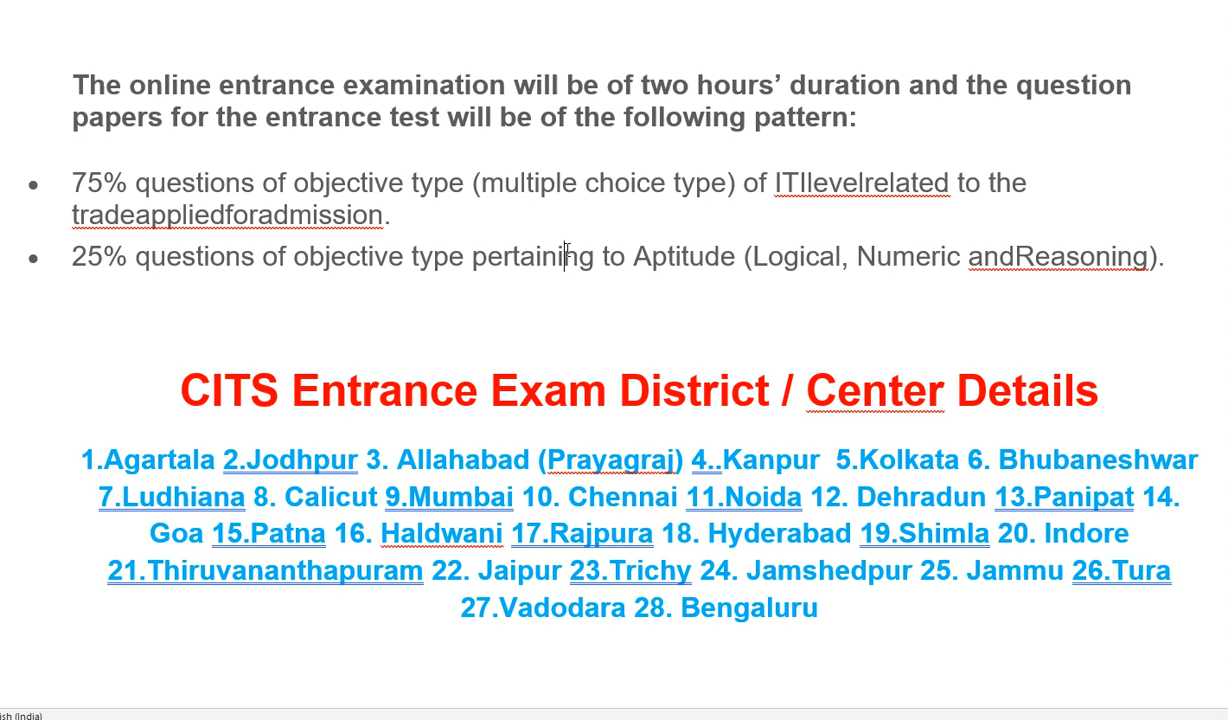 The online entrance examination will be of two hours’ duration and the question
papers for the entrance test will be of the following pattern:
• 75% questions of objective type (multiple choice type) of ITIlevelrelated to the
tradeappliedforadmission.
• 25% questions of objective type pertaining to Aptitude (Logical, Numeric andReasoning).
CITS Entrance Exam District / Center Details
1.Agartala 2.Jodhpur 3. Allahabad (Prayagraj) 4..Kanpur 5.Kolkata 6. Bhubaneshwar
7.Ludhiana 8. Calicut 9.Mumbai 10. Chennai 11.Noida 12. Dehradun 13.Panipat 14.
Goa 15.Patna 16. Haldwani 17.Rajpura 18. Hyderabad 19.Shimla 20. Indore
21.Thiruvananthapuram 22. Jaipur 23.Trichy 24. Jamshedpur 25. Jammu 26.Tura
27.Vadodara 28. Bengaluru
ish (India)